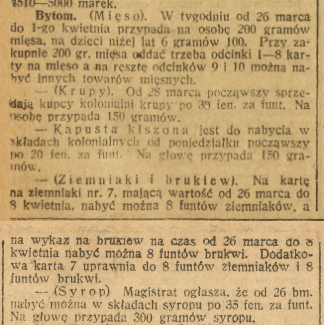 4510—5000 marek.
Bytom. (Mięso). W tygodniu od 26 marca
do 1-go kwietnia przypada na osobę 200 gramów
mięsa, na dzieci niżej lat 6 gramów 100. Przy za-
kupnie 200 gr. mięsa oddać trzeba odcinki 1—8 karty
na mięso a na resztę odcinków 9 i 10 można na-
być innych towarów mięsnych.
— (Krupy). Od 28 marca począwszy sprze-
dają kupcy kolonialni krupy po 35 fen. za funt. Na
osobę przypada 150 gramów.
— Kapusta kiszona jest do nabycia w
składach kolonialnych od poniedziałku począwszy
po 20 fen. za funt. Na głowę przypada 150 gra-
mów.
— (Ziemniaki i brukiew). Na kartę
na ziemniaki nr. 7, mającą wartość od 26 marca do
8 kwietnia, nabyć można 8 funtów ziemniaków, a
na wykaz na brukiew na czas od 26 marca do 8
kwietnia nabyć można 8 funtów brukwi. Dodatko-
wa karta 7 uprawnia do 8 funtów ziemniaków i 8
funtów brukwi.
— (Syrop) Magistrat ogłasza, że od 26 bm.
nabyć można w składach syropu po 35 fen. za funt.
Na głowę przypada 300 gramów syropu.